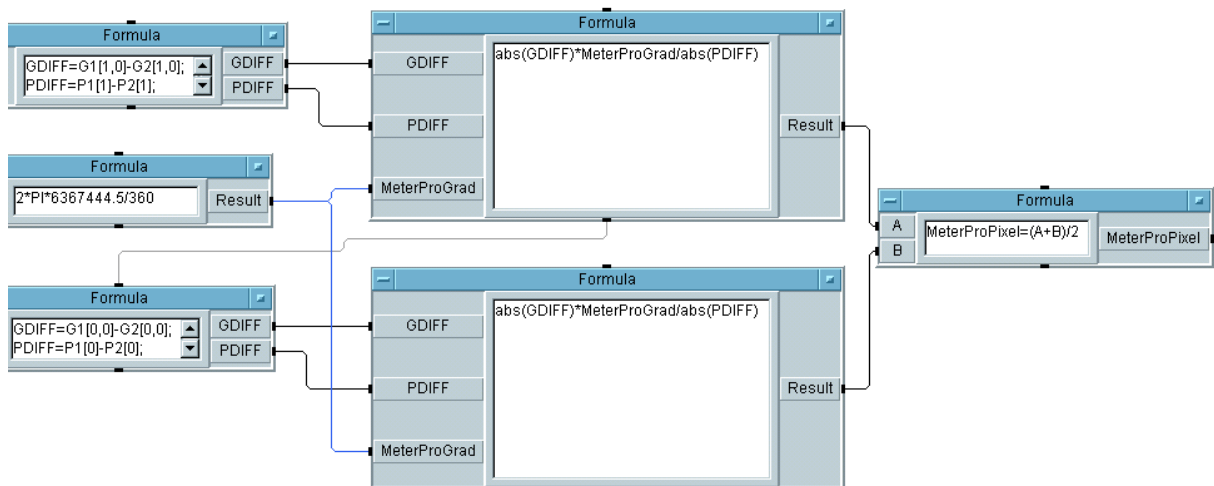 Formula
GDIFF=G1[1,0]-G2[1,0];
PDIFF=P1[1]-P2[1];
GDIFF
PDIFF
Formula
GDIFF
PDIFF
MeterProGrad
abs(GDIFF)*MeterProGrad/abs(PDIFF)
Result
Formula
2*PI*6367444.5/360
Result
Formula
A
B
MeterProPixel=(A+B)/2
MeterProPixel
Formula
GDIFF=G1[0,0]-G2[0,0];
PDIFF=P1[0]-P2[0];
GDIFF
PDIFF
Formula
GDIFF
PDIFF
MeterProGrad
abs(GDIFF)*MeterProGrad/abs(PDIFF)
Result